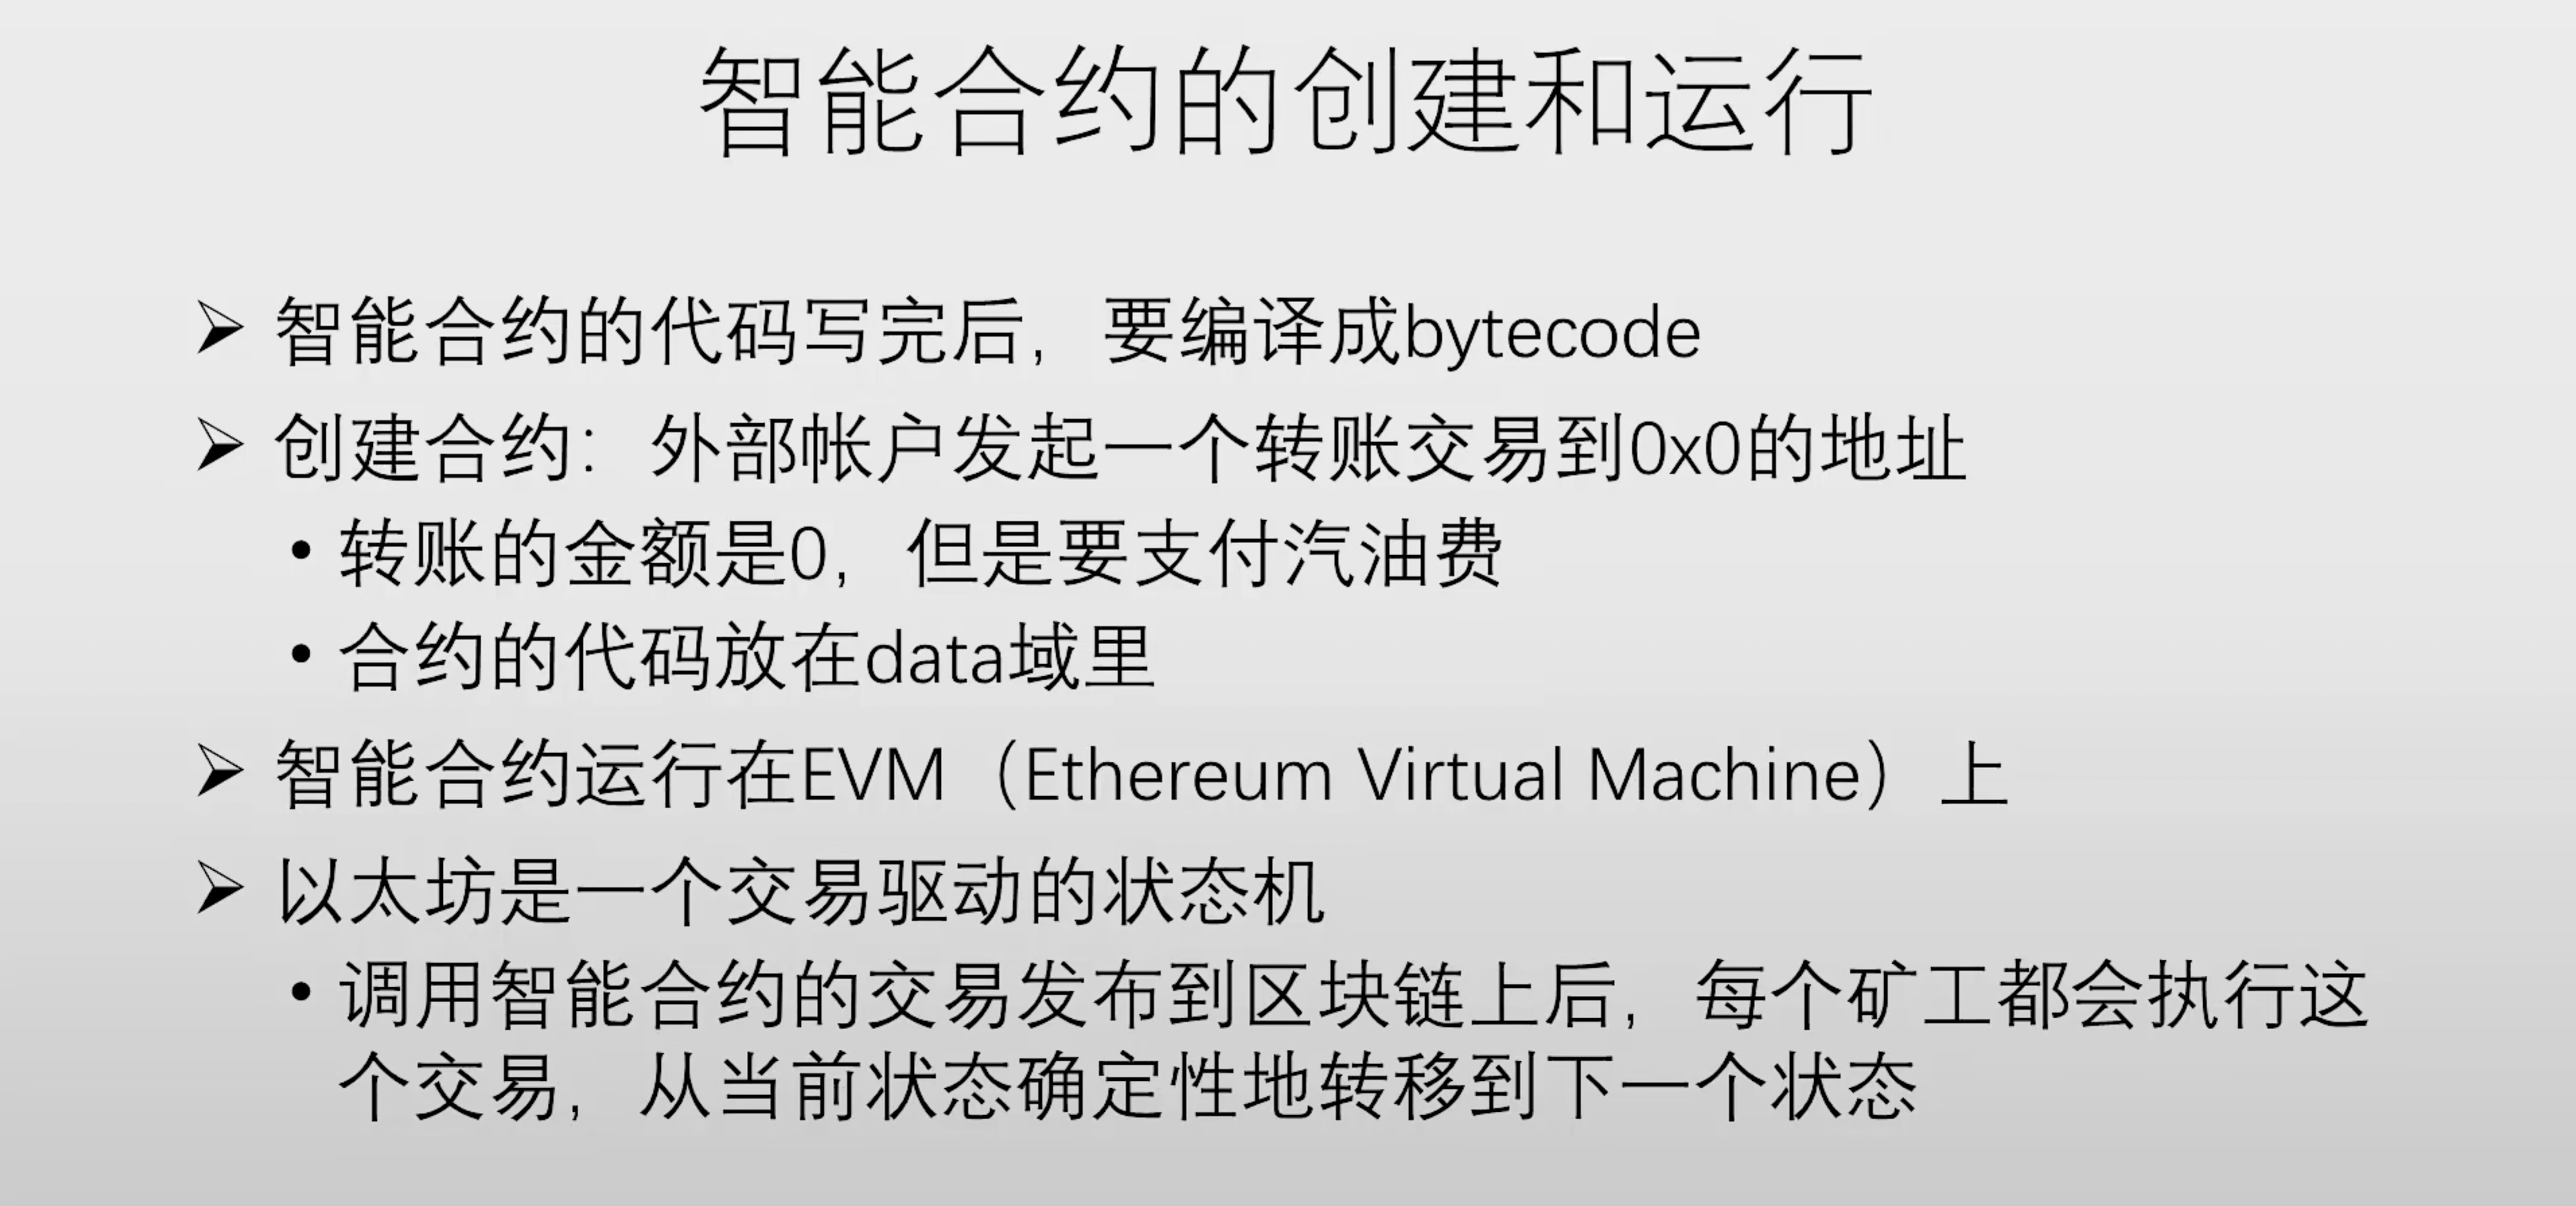 智能合约的创建和运行
➢ 智能合约的代码写完后，要编译成bytecode
➢ 创建合约：外部帐户发起一个转账交易到0x0的地址
• 转账的金额是0，但是要支付汽油费
• 合约的代码放在data域里
➢ 智能合约运行在EVM（Ethereum Virtual Machine）上
➢ 以太坊是一个交易驱动的状态机
• 调用智能合约的交易发布到区块链上后，每个矿工都会执行这
个交易，从当前状态确定性地转移到下一个状态